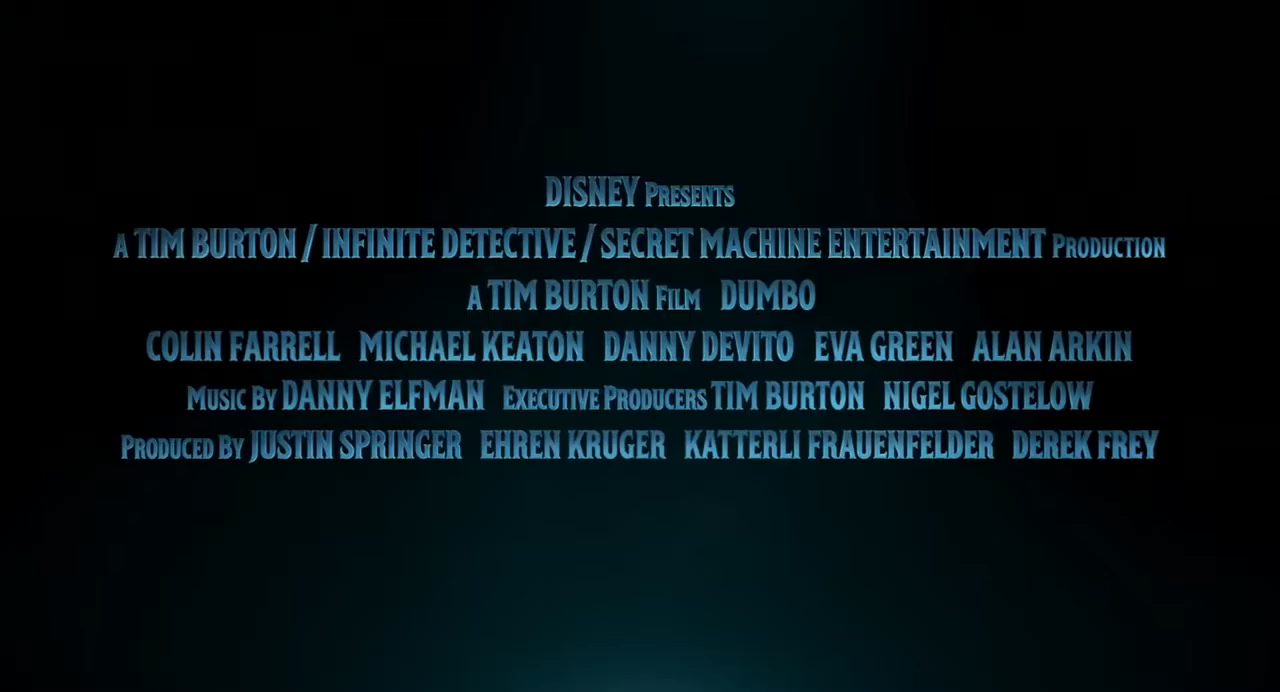 DISNEY PRESENTS
A TIM BURTON / INFINITE DETECTIVE / SECRET MACHINE ENTERTAINMENT PRODUCTION
A TIM BURTON FILM DUMBO
COLIN FARRELL MICHAEL KEATON DANNY DEVITO EVA GREEN ALAN ARKIN
MUSIC BY DANNY ELFMAN EXECUTIVE PRODUCERS TIM BURTON NIGEL GOSTELOW
PRODUCED BY JUSTIN SPRINGER EHREN KRUGER KATTERLI FRAUENFELDER DEREK FREY